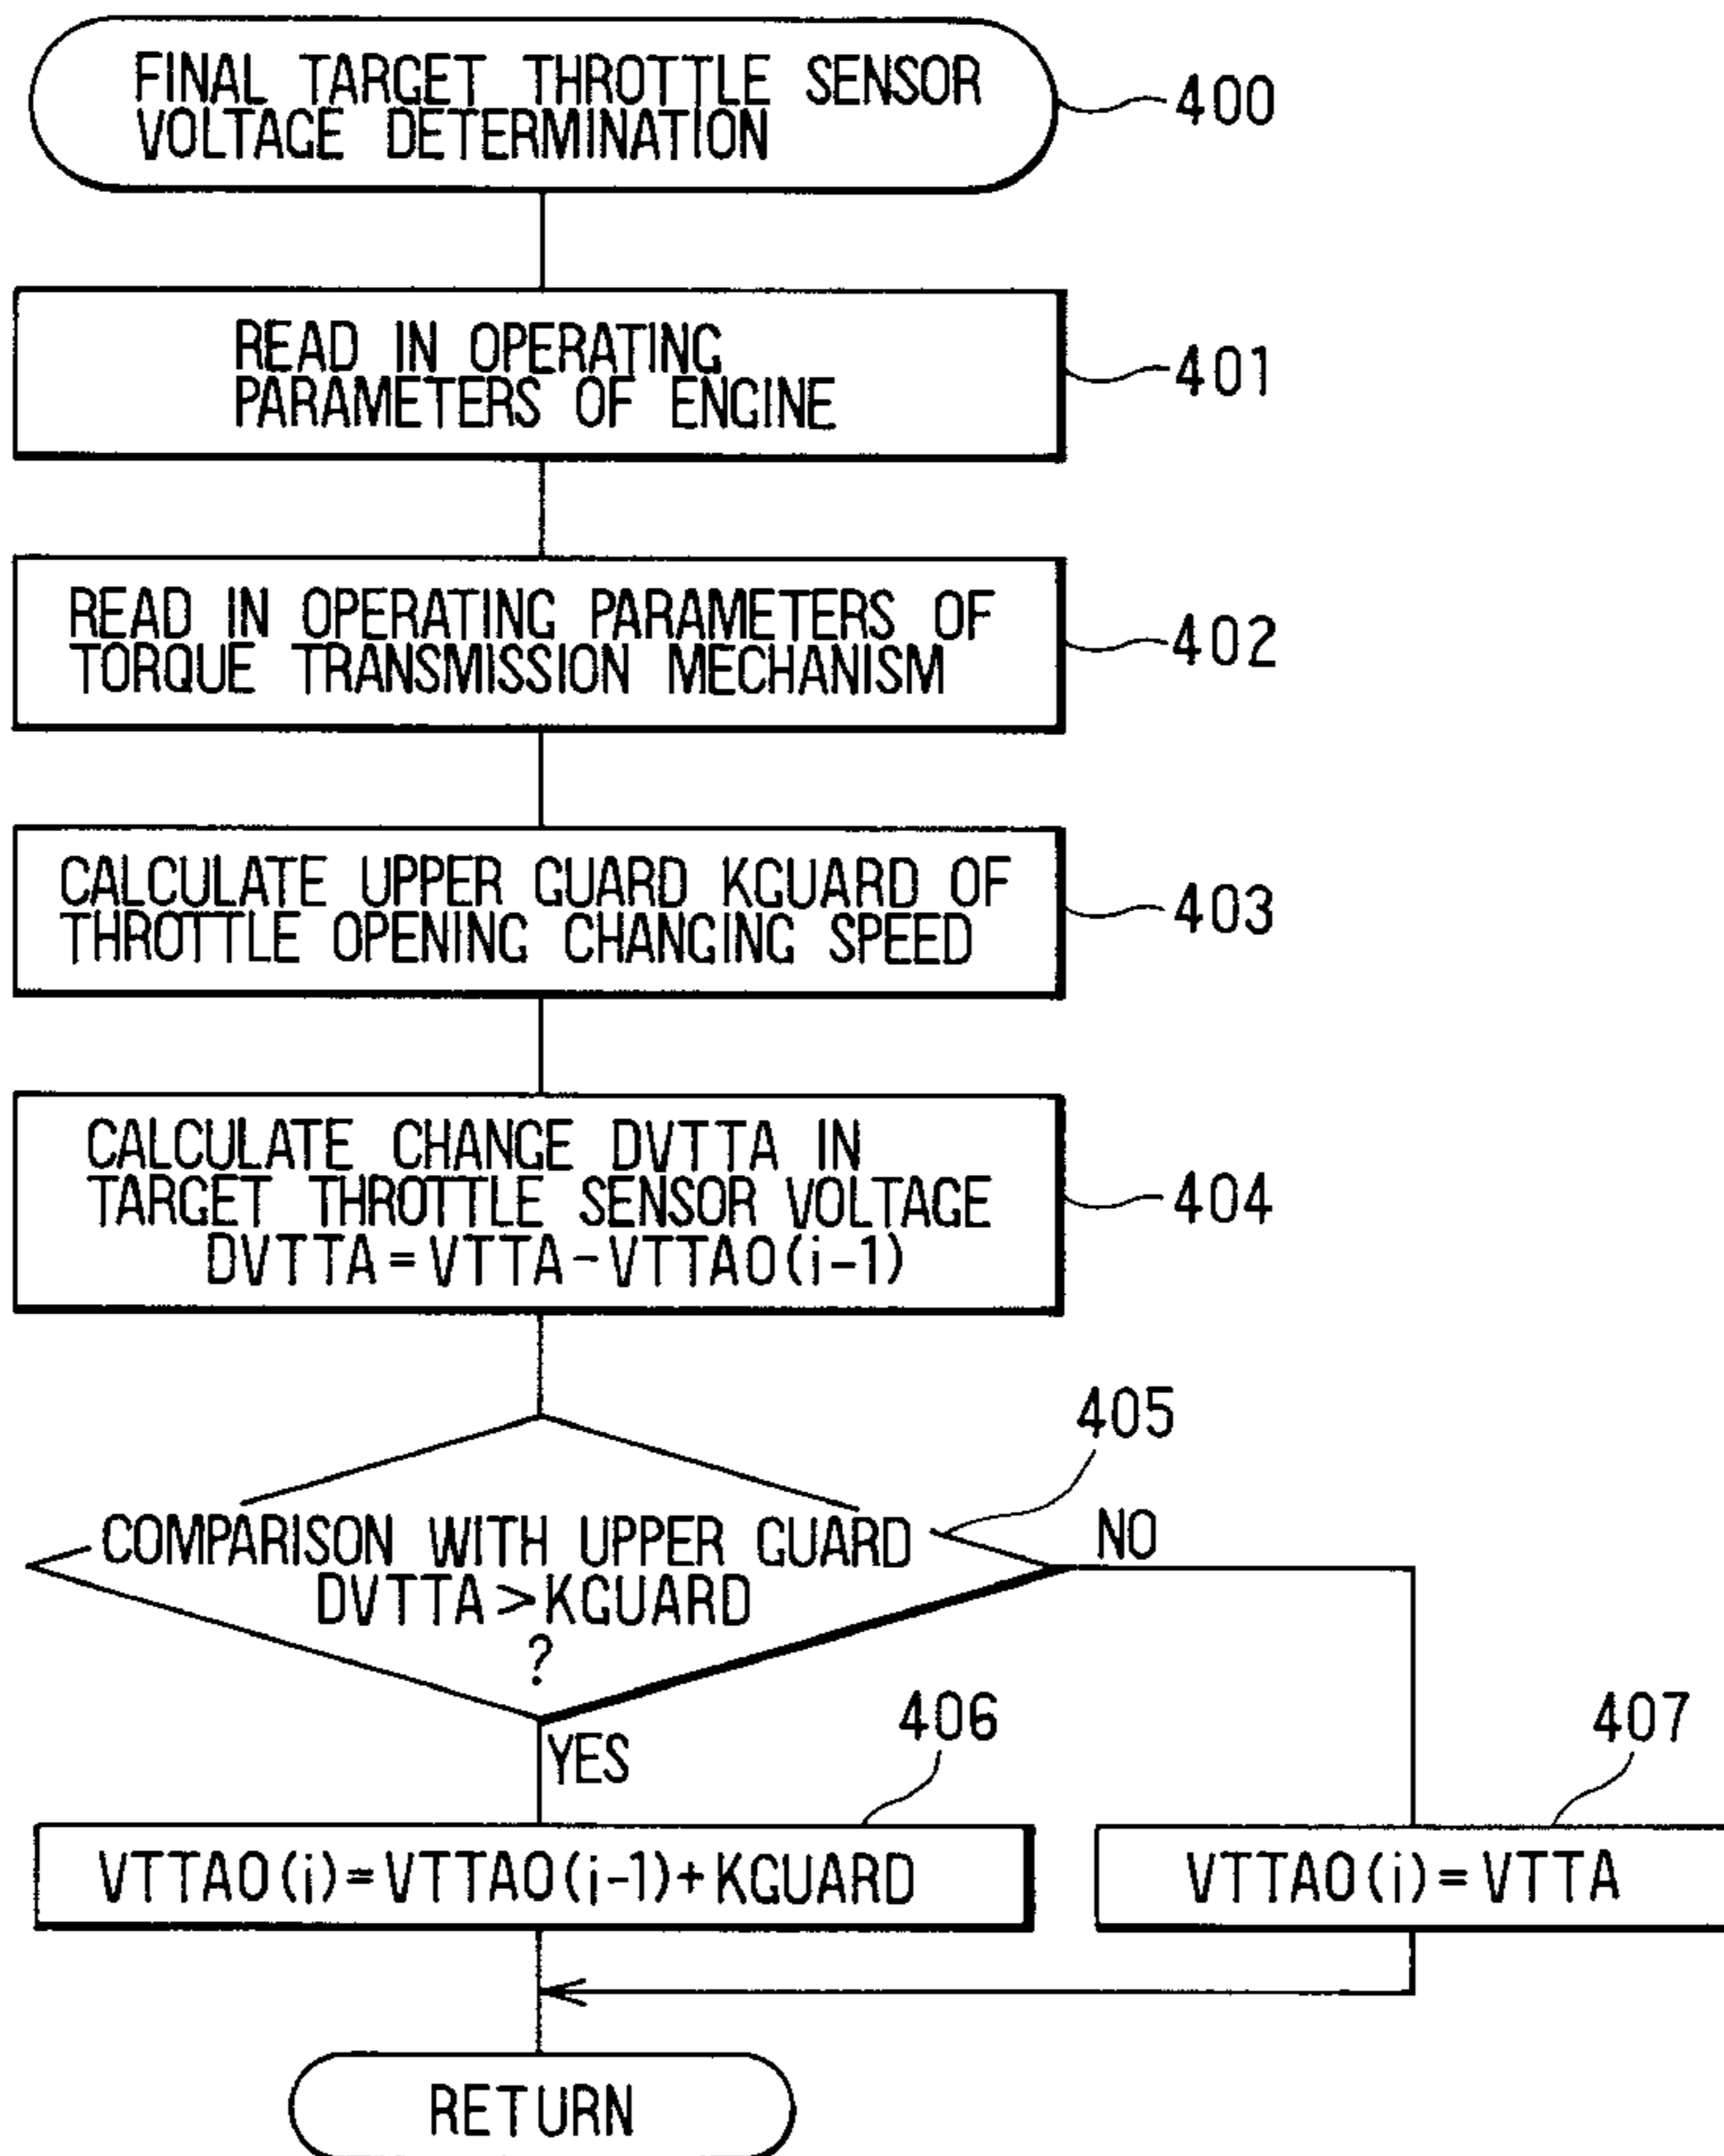 FINAL TARGET THROTTLE SENSOR
VOLTAGE DETERMINATION
400
READ IN OPERATING
PARAMETERS OF ENGINE
401
READ IN OPERATING PARAMETERS OF
TORQUE TRANSMISSION MECHANISM
402
CALCULATE UPPER GUARD KGUARD OF
THROTTLE OPENING CHANGING SPEED
403
CALCULATE CHANGE DVTTA IN
TARGET THROTTLE SENSOR VOLTAGE
DVTTA=VTTA-VTTAO(i-1)
404
405
COMPARISON WITH UPPER GUARD
DVTTA>KGUARD
?
NO
YES
406
407
VTTAO(i)=VTTAO(i-1)+KGUARD
VTTAO(i)=VTTA
RETURN